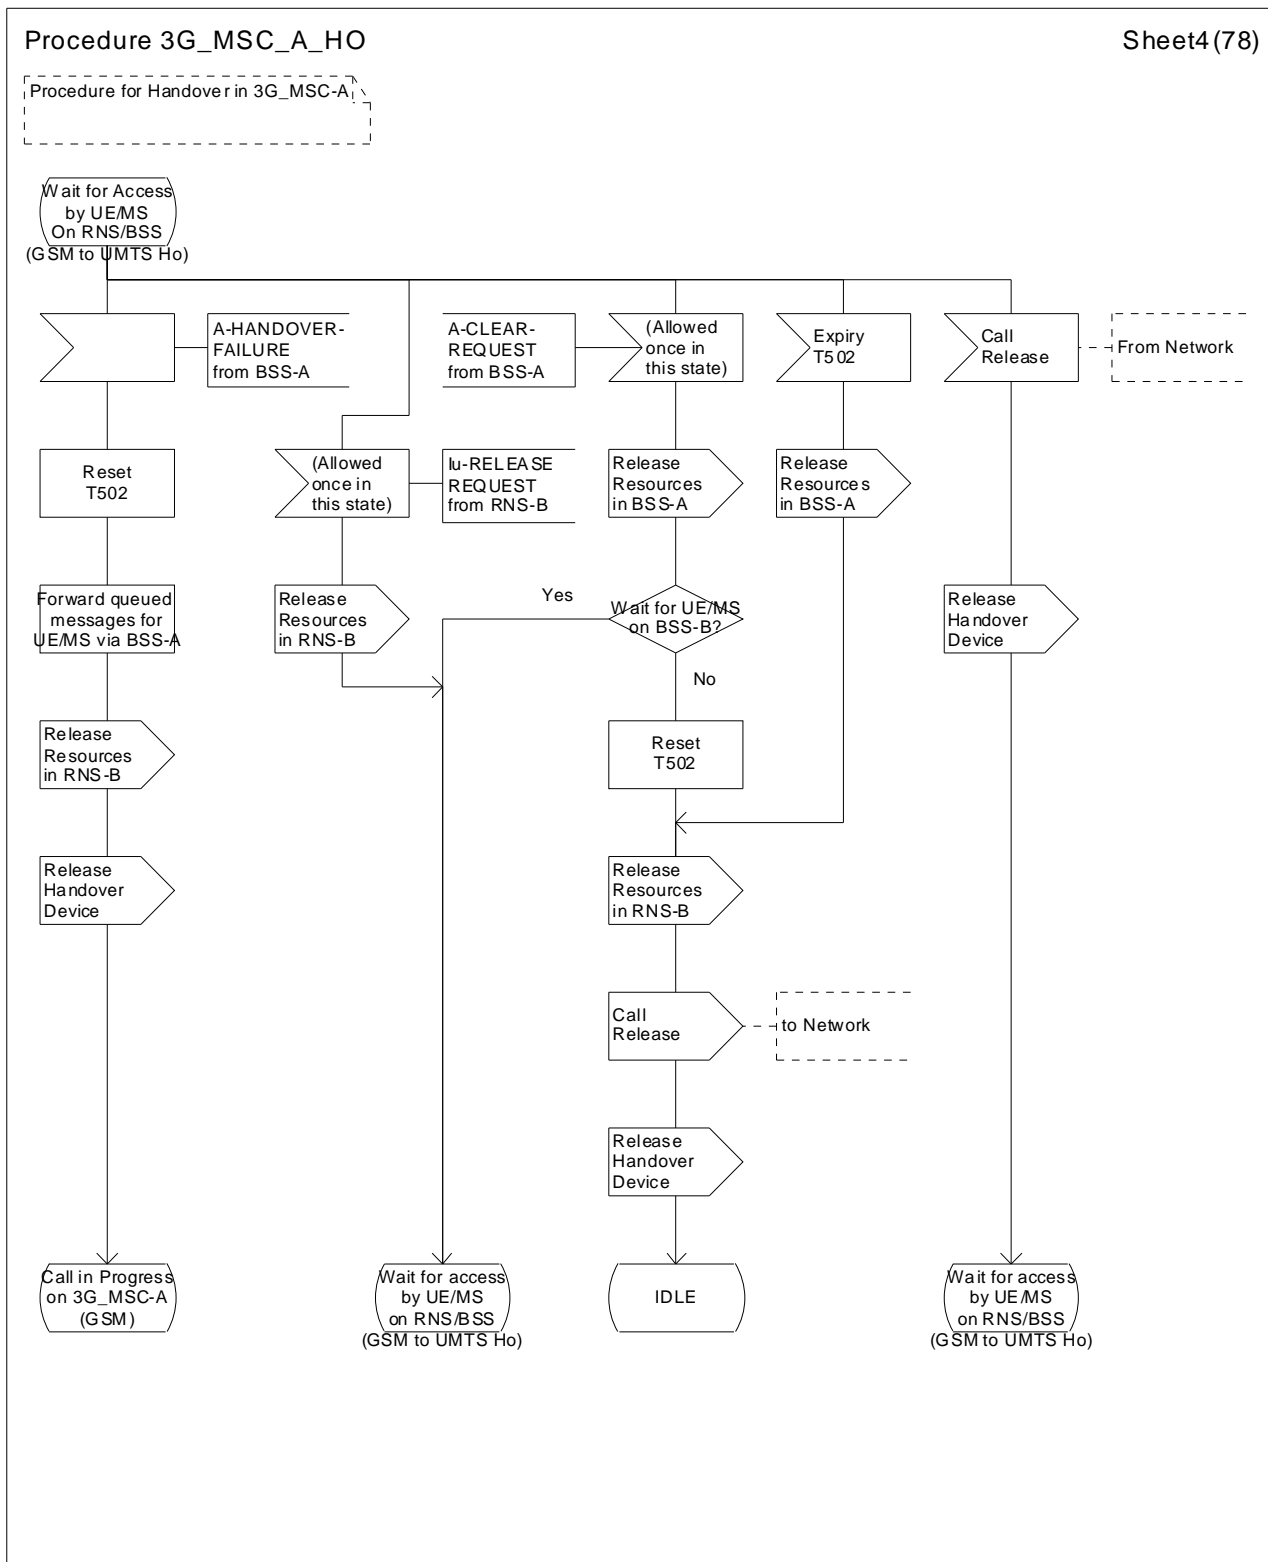 Procedure 3G_MSC_A_HO
Sheet4(78)
Procedure for Handover in 3G_MSC-A
Wait for Access
by UE/MS
On RNS/BSS
(GSM to UMTS Ho)
A-HANDOVER-
FAILURE
from BSS-A
A-CLEAR-
REQUEST
from BSS-A
(Allowed
once in
this state)
Expiry
T502
Call
Release
From Network
Reset
T502
(Allowed
once in
this state)
Iu-RELEASE
REQUEST
from RNS-B
Release
Resources
in BSS-A
Release
Resources
in BSS-A
Forward queued
messages for
UE/MS via BSS-A
Release
Resources
in RNS-B
Yes
Wait for UE/MS
on BSS-B?
No
Release
Handover
Device
Release
Resources
in RNS-B
Reset
T502
Release
Handover
Device
Release
Resources
in RNS-B
Call
Release
to Network
Release
Handover
Device
Call in Progress
on 3G_MSC-A
(GSM)
Wait for access
by UE/MS
on RNS/BSS
(GSM to UMTS Ho)
IDLE
Wait for access
by UE/MS
on RNS/BSS
(GSM to UMTS Ho)